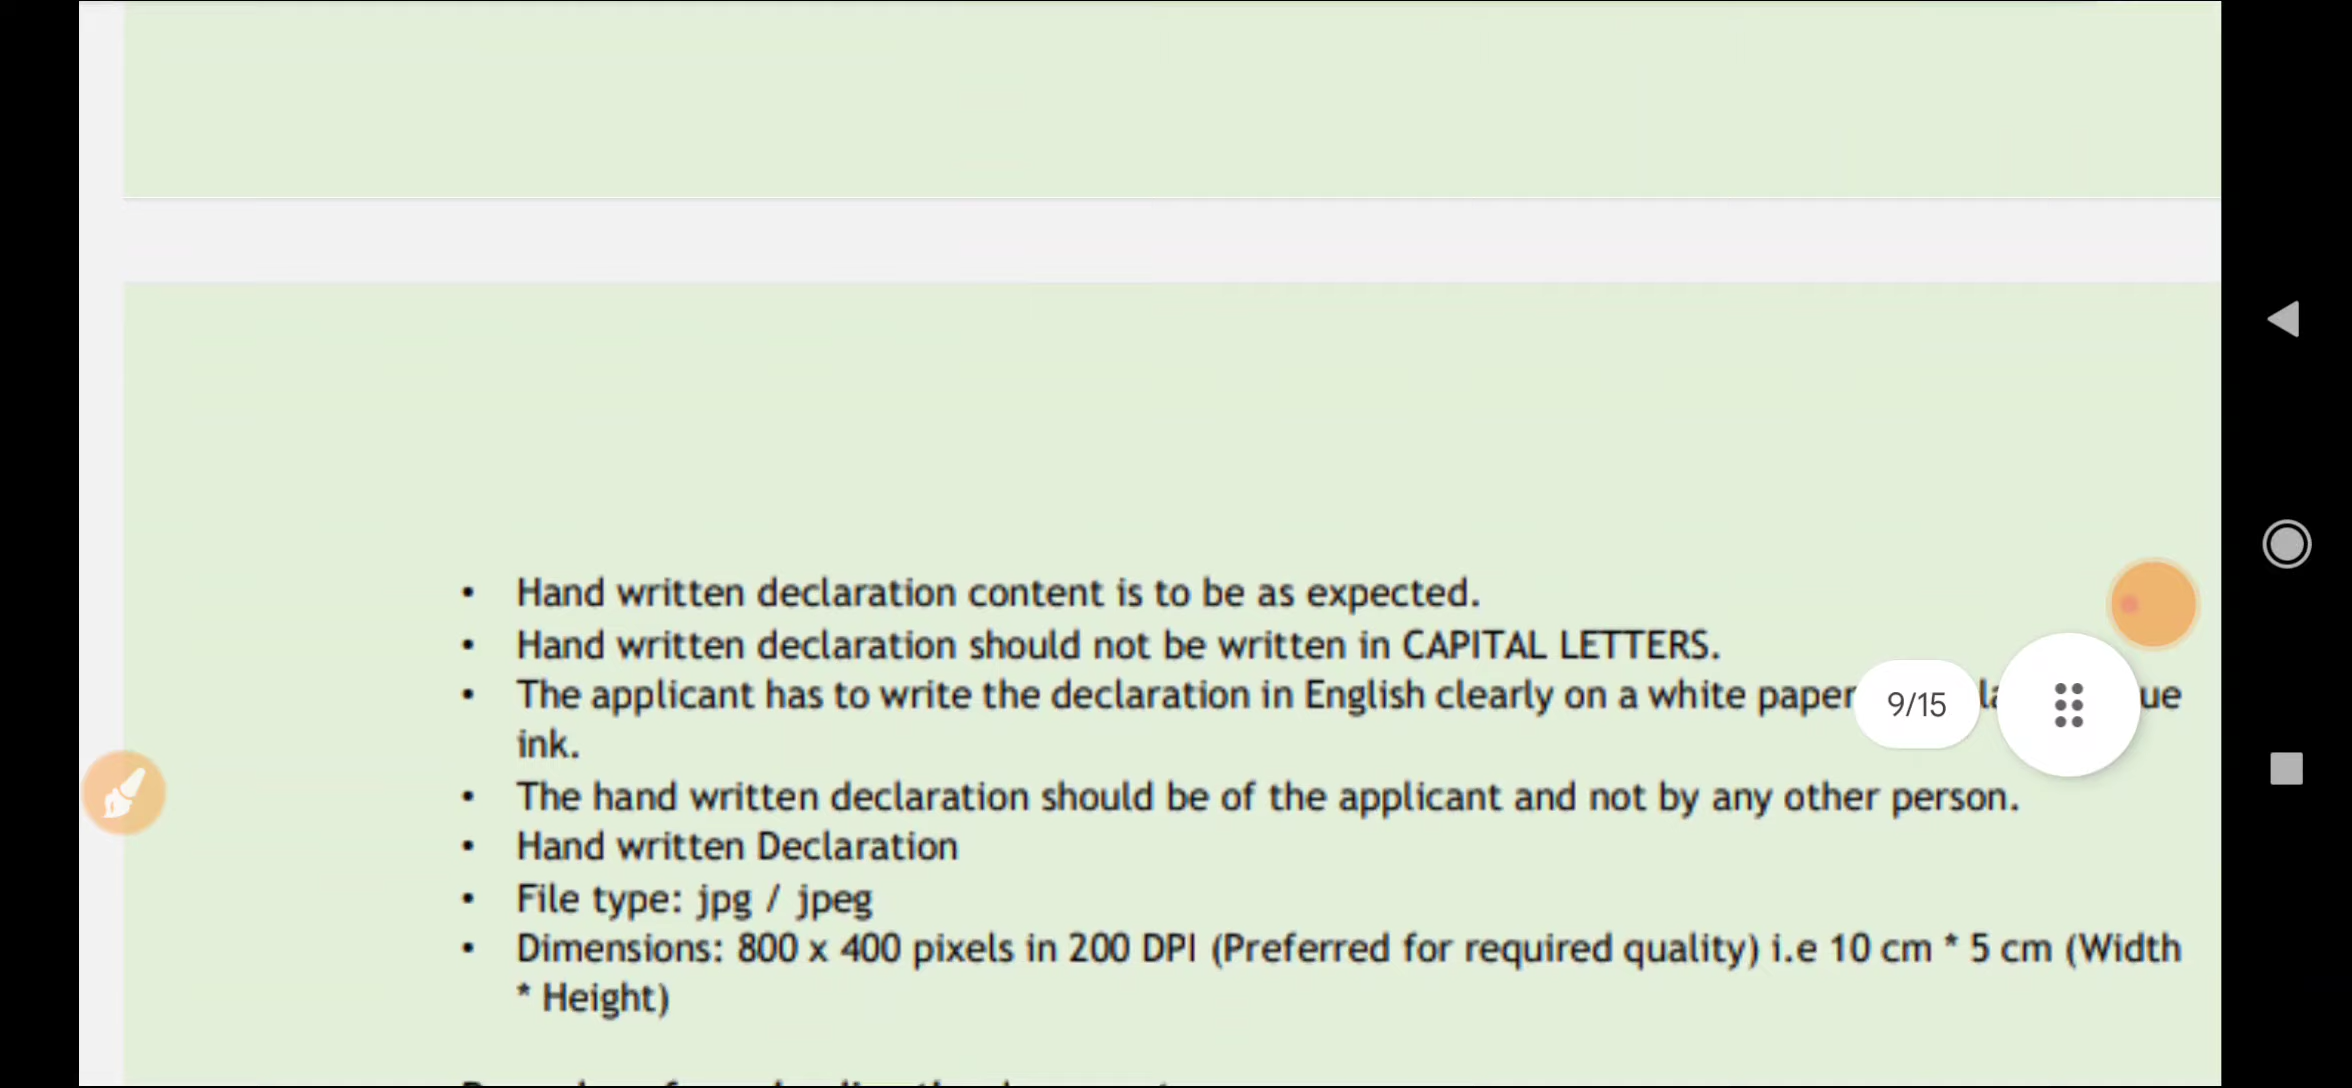 • Hand written declaration content is to be as expected.
• Hand written declaration should not be written in CAPITAL LETTERS.
• The applicant has to write the declaration in English clearly on a white paper
9/15
ink.
• The hand written declaration should be of the applicant and not by any other person.
• Hand written Declaration
• File type: jpg / jpeg
• Dimensions: 800 x 400 pixels in 200 DPI (Preferred for required quality) i.e 10 cm * 5 cm (Width
* Height)